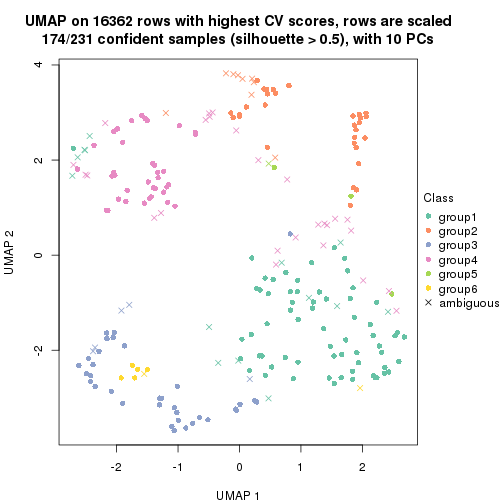 UMAP on 16362 rows with highest CV scores, rows are scaled
174/231 confident samples (silhouette > 0.5), with 10 PCs
4
2
0
-2
UMAP 2
-2
-1
0
1
2
UMAP 1
Class
group1
group2
group3
group4
group5
group6
ambiguous